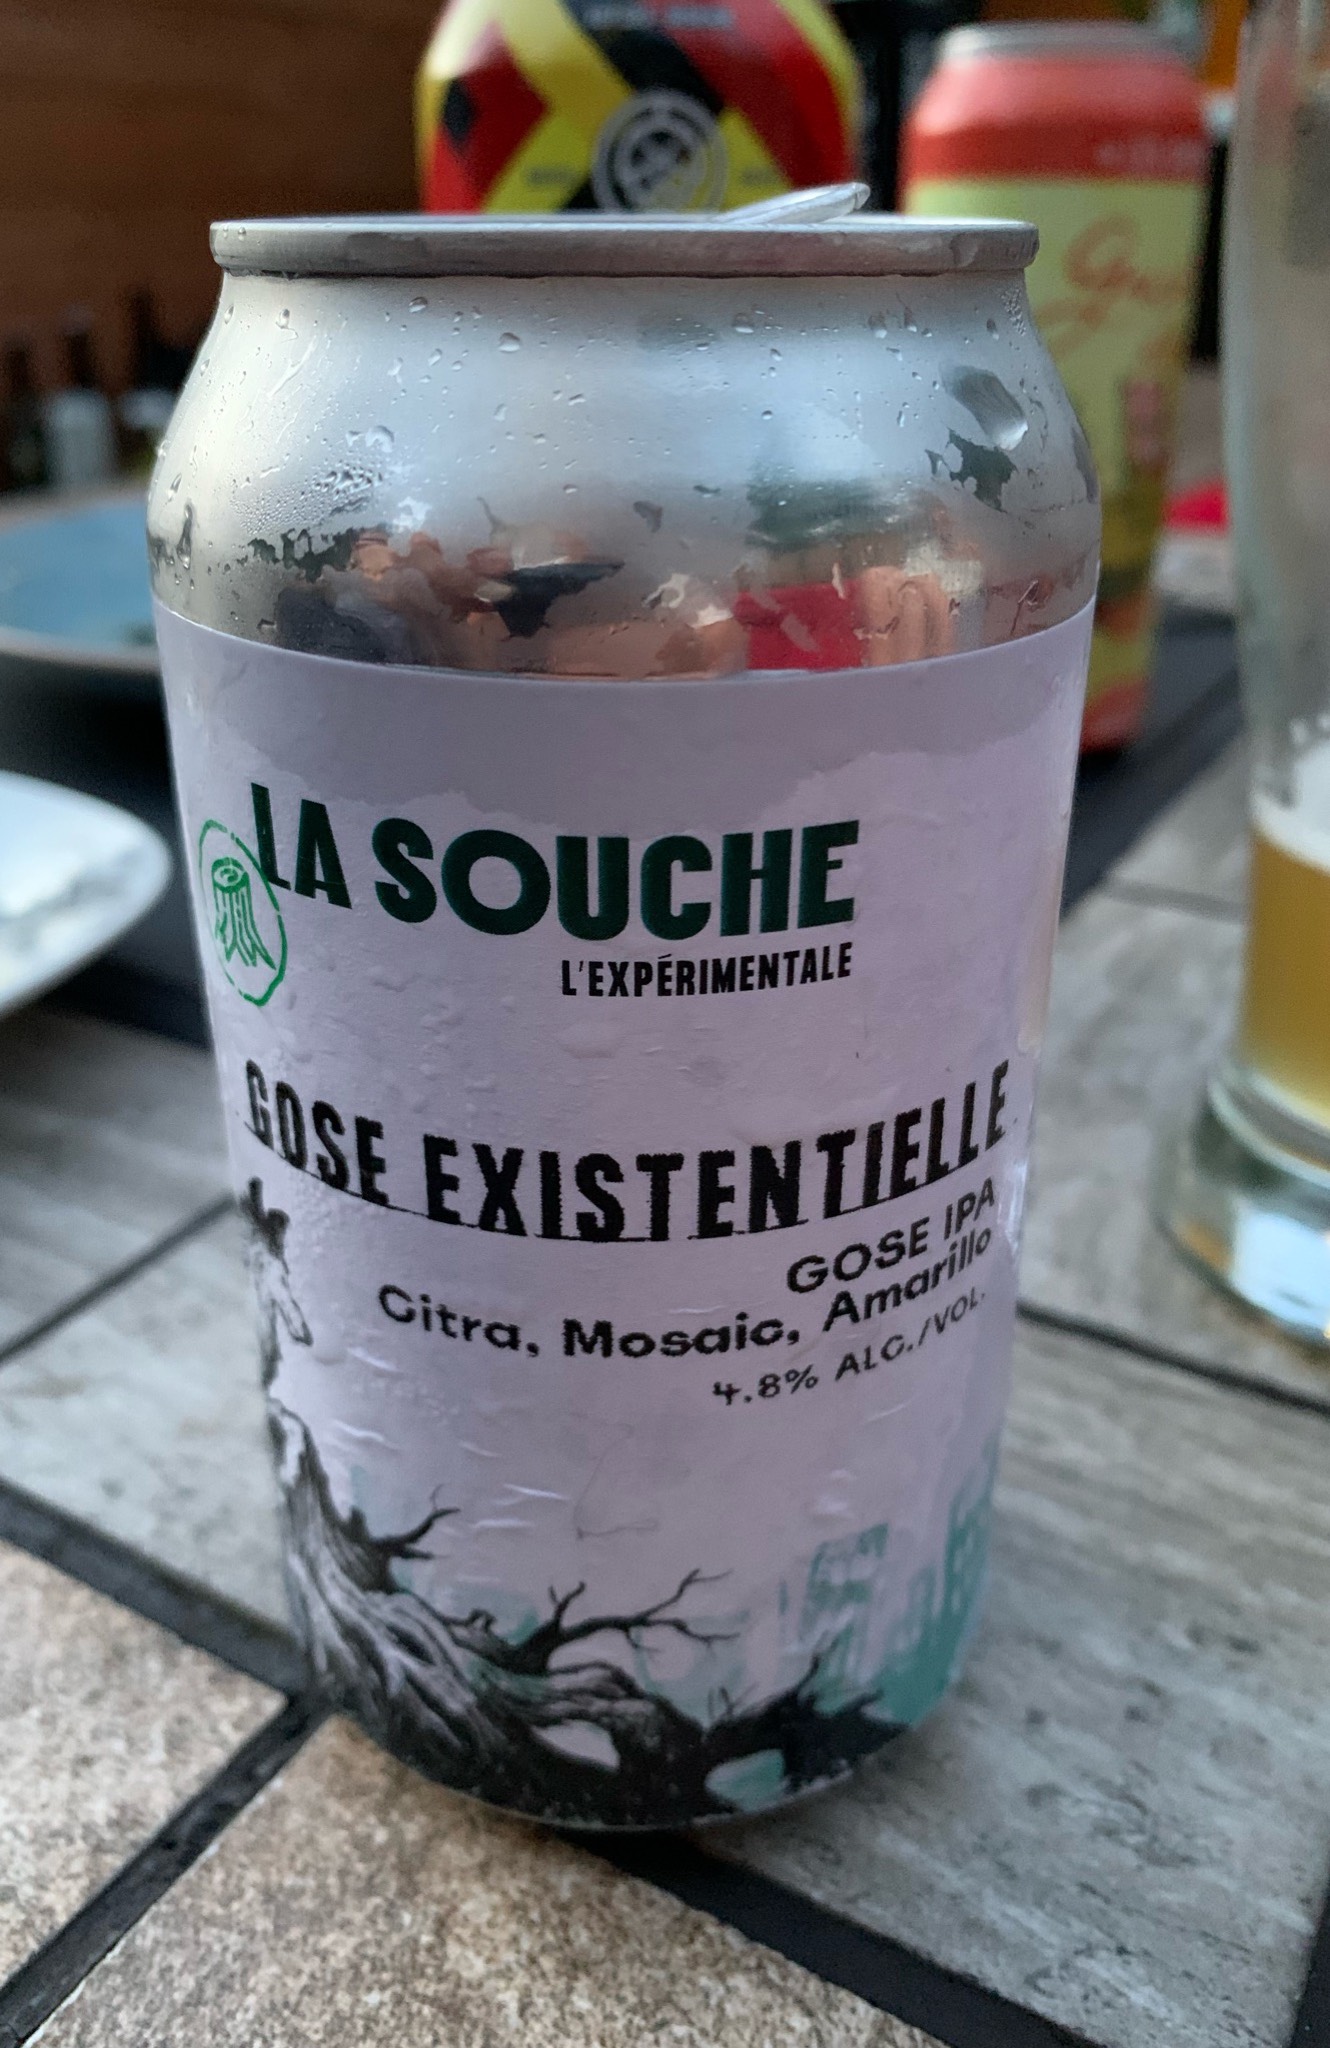 LA SOUCHE
L'EXPÉRIMENTALE
GOSE EXISTENTIELLE
GOSE IPA
Citra, Mosaic, Amarillo
4.8% ALC./VOL.